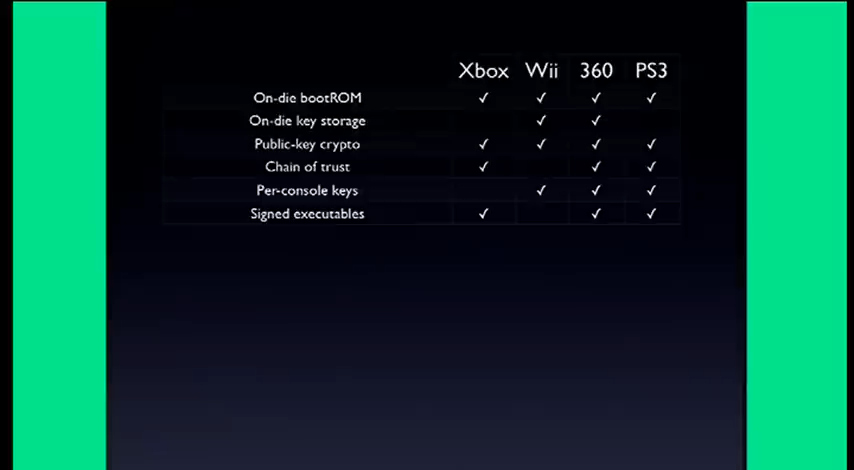 Xbox Wii 360 PS3
On-die bootROM ✓ ✓ ✓ ✓
On-die key storage ✓ ✓
Public-key crypto ✓ ✓ ✓ ✓
Chain of trust ✓ ✓ ✓
Per-console keys ✓ ✓ ✓
Signed executables ✓ ✓ ✓